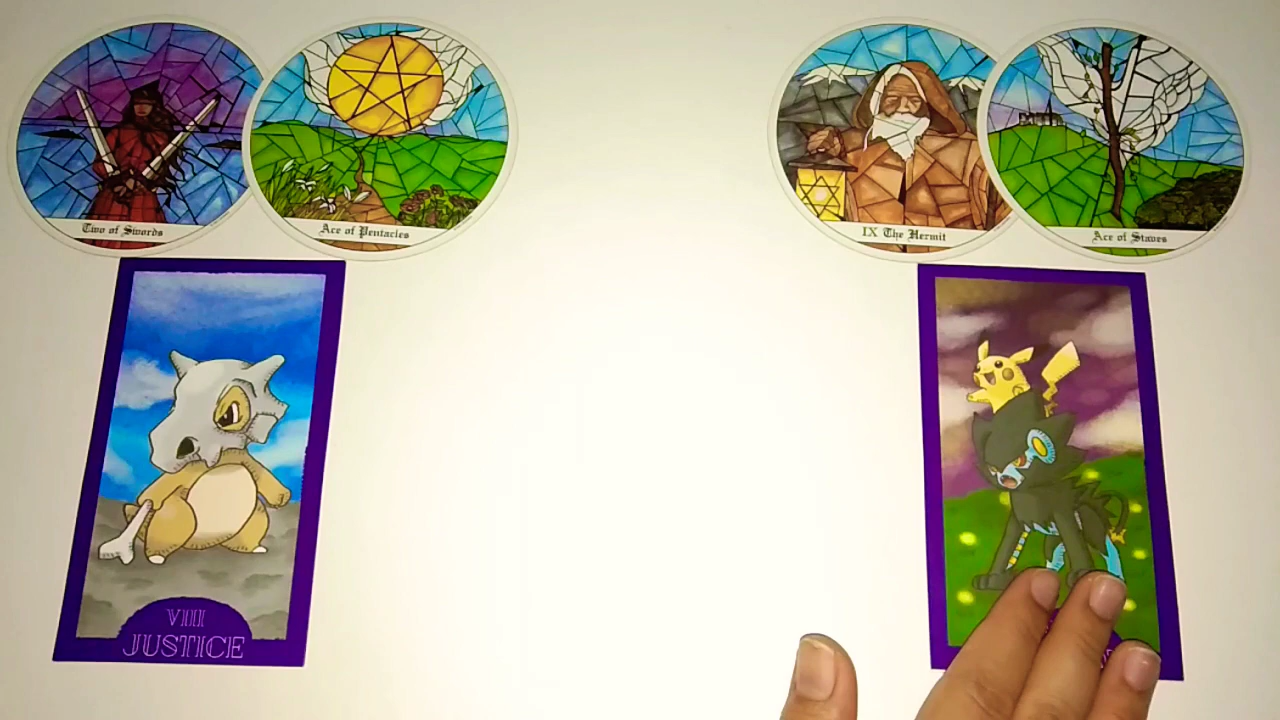 Two of Swords
Ace of Pentacles
IX The Hermit
Ace of Staves
VIII
JUSTICE